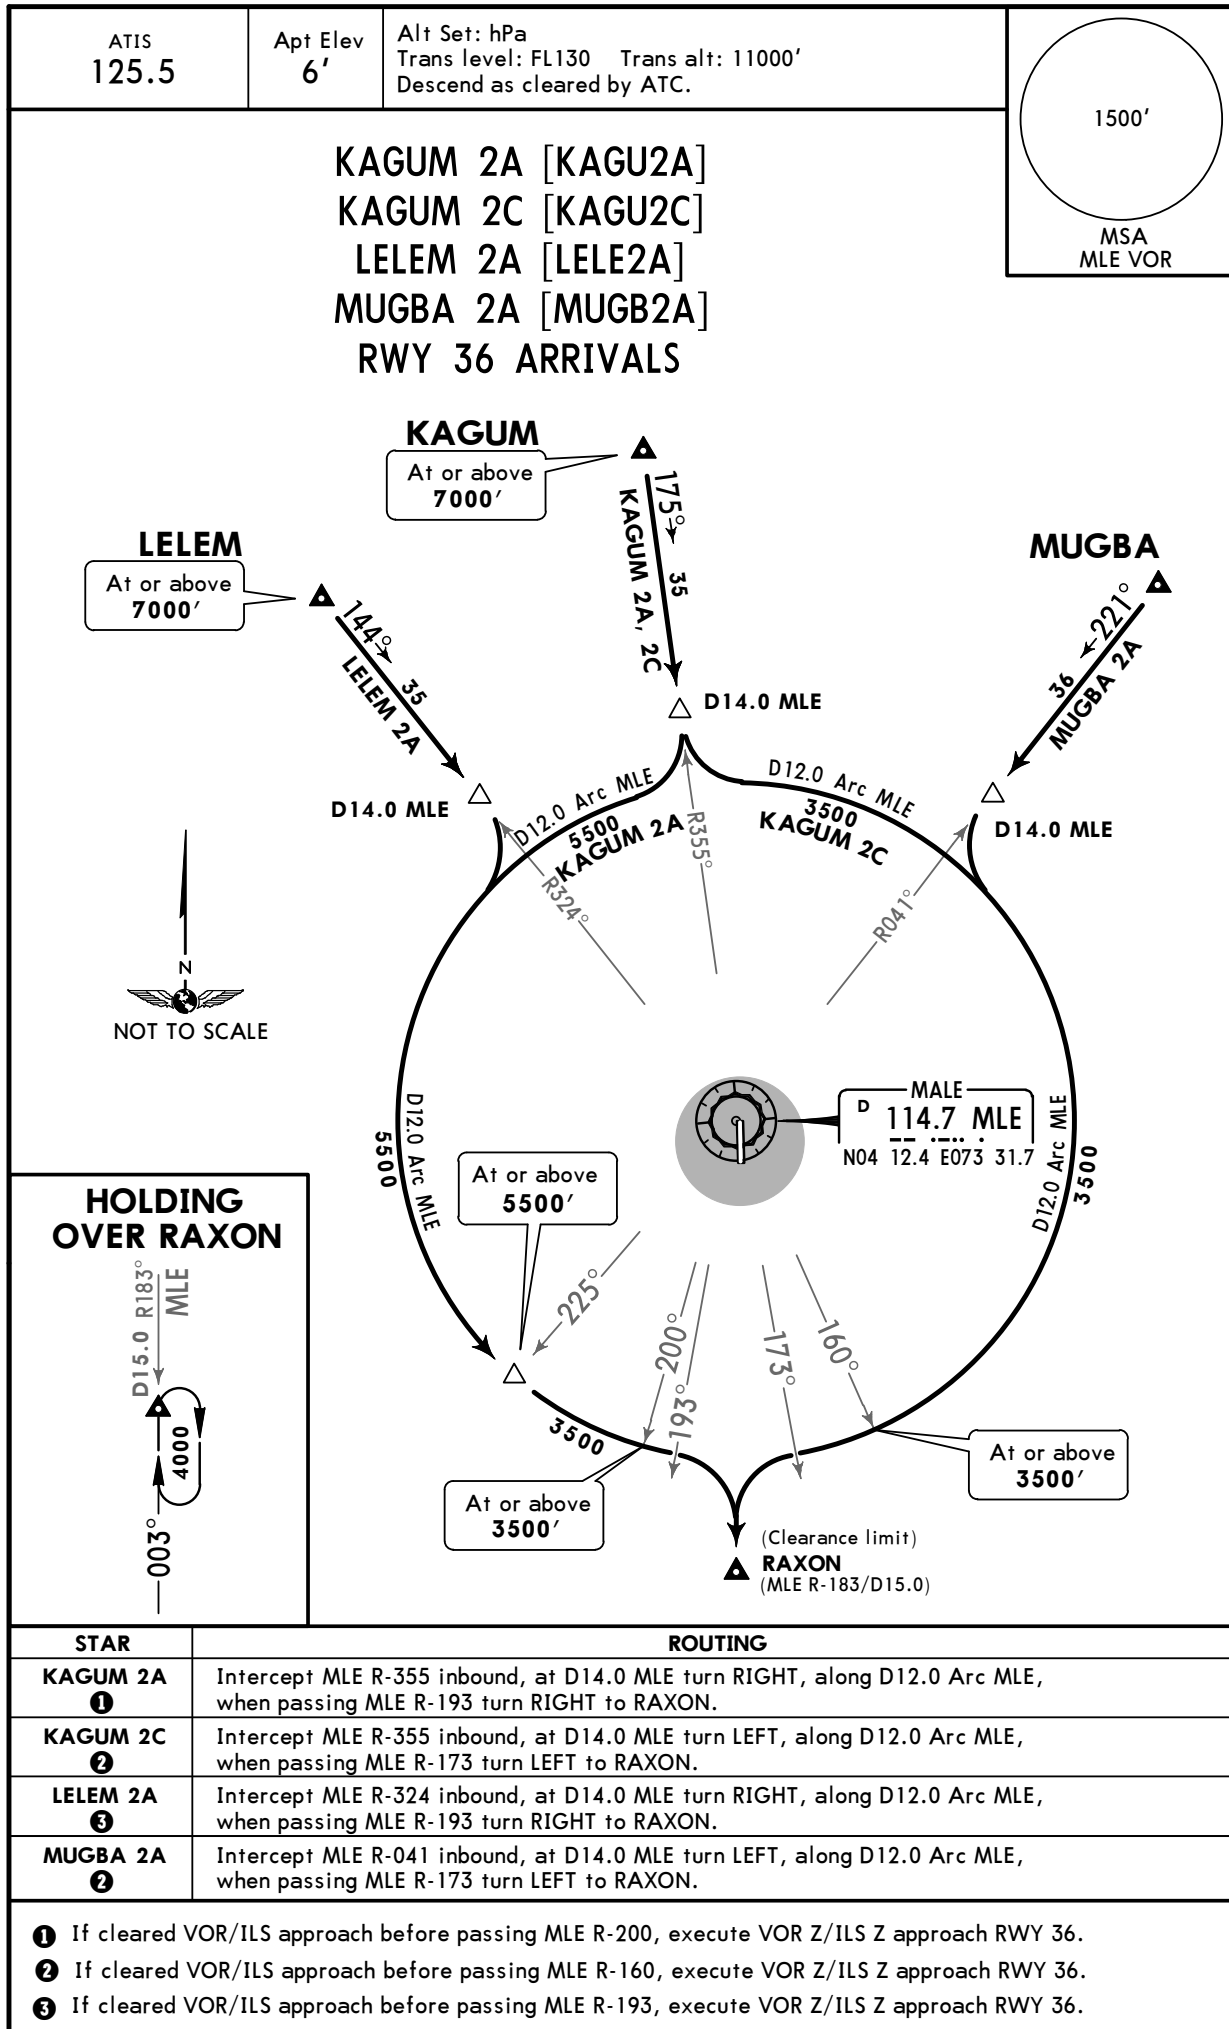 ATIS
125.5
Apt Elev
6'
Alt Set: hPa
Trans level: FL130 Trans alt: 11000'
Descend as cleared by ATC.
1500'
MSA
MLE VOR
KAGUM 2A [KAGU2A]
KAGUM 2C [KAGU2C]
LELEM 2A [LELE2A]
MUGBA 2A [MUGB2A]
RWY 36 ARRIVALS
KAGUM
At or above
7000'
175°
35
KAGUM 2A, 2C
LELEM
At or above
7000'
144°
35
LELEM 2A
MUGBA
221°
36
MUGBA 2A
D14.0 MLE
D14.0 MLE
D14.0 MLE
D12.0 Arc MLE
5500
KAGUM 2A
D12.0 Arc MLE
3500
KAGUM 2C
R324°
R355°
R041°
N
NOT TO SCALE
MALE
D 114.7 MLE
N04 12.4 E073 31.7
D12.0 Arc MLE
5500
D12.0 Arc MLE
3500
At or above
5500'
225°
200°
193°
173°
160°
3500
At or above
3500'
At or above
3500'
(Clearance limit)
RAXON
(MLE R-183/D15.0)
HOLDING
OVER RAXON
D15.0 R183°
MLE
4000
003°
STAR
ROUTING
KAGUM 2A
1
Intercept MLE R-355 inbound, at D14.0 MLE turn RIGHT, along D12.0 Arc MLE,
when passing MLE R-193 turn RIGHT to RAXON.
KAGUM 2C
2
Intercept MLE R-355 inbound, at D14.0 MLE turn LEFT, along D12.0 Arc MLE,
when passing MLE R-173 turn LEFT to RAXON.
LELEM 2A
3
Intercept MLE R-324 inbound, at D14.0 MLE turn RIGHT, along D12.0 Arc MLE,
when passing MLE R-193 turn RIGHT to RAXON.
MUGBA 2A
2
Intercept MLE R-041 inbound, at D14.0 MLE turn LEFT, along D12.0 Arc MLE,
when passing MLE R-173 turn LEFT to RAXON.
1 If cleared VOR/ILS approach before passing MLE R-200, execute VOR Z/ILS Z approach RWY 36.
2 If cleared VOR/ILS approach before passing MLE R-160, execute VOR Z/ILS Z approach RWY 36.
3 If cleared VOR/ILS approach before passing MLE R-193, execute VOR Z/ILS Z approach RWY 36.